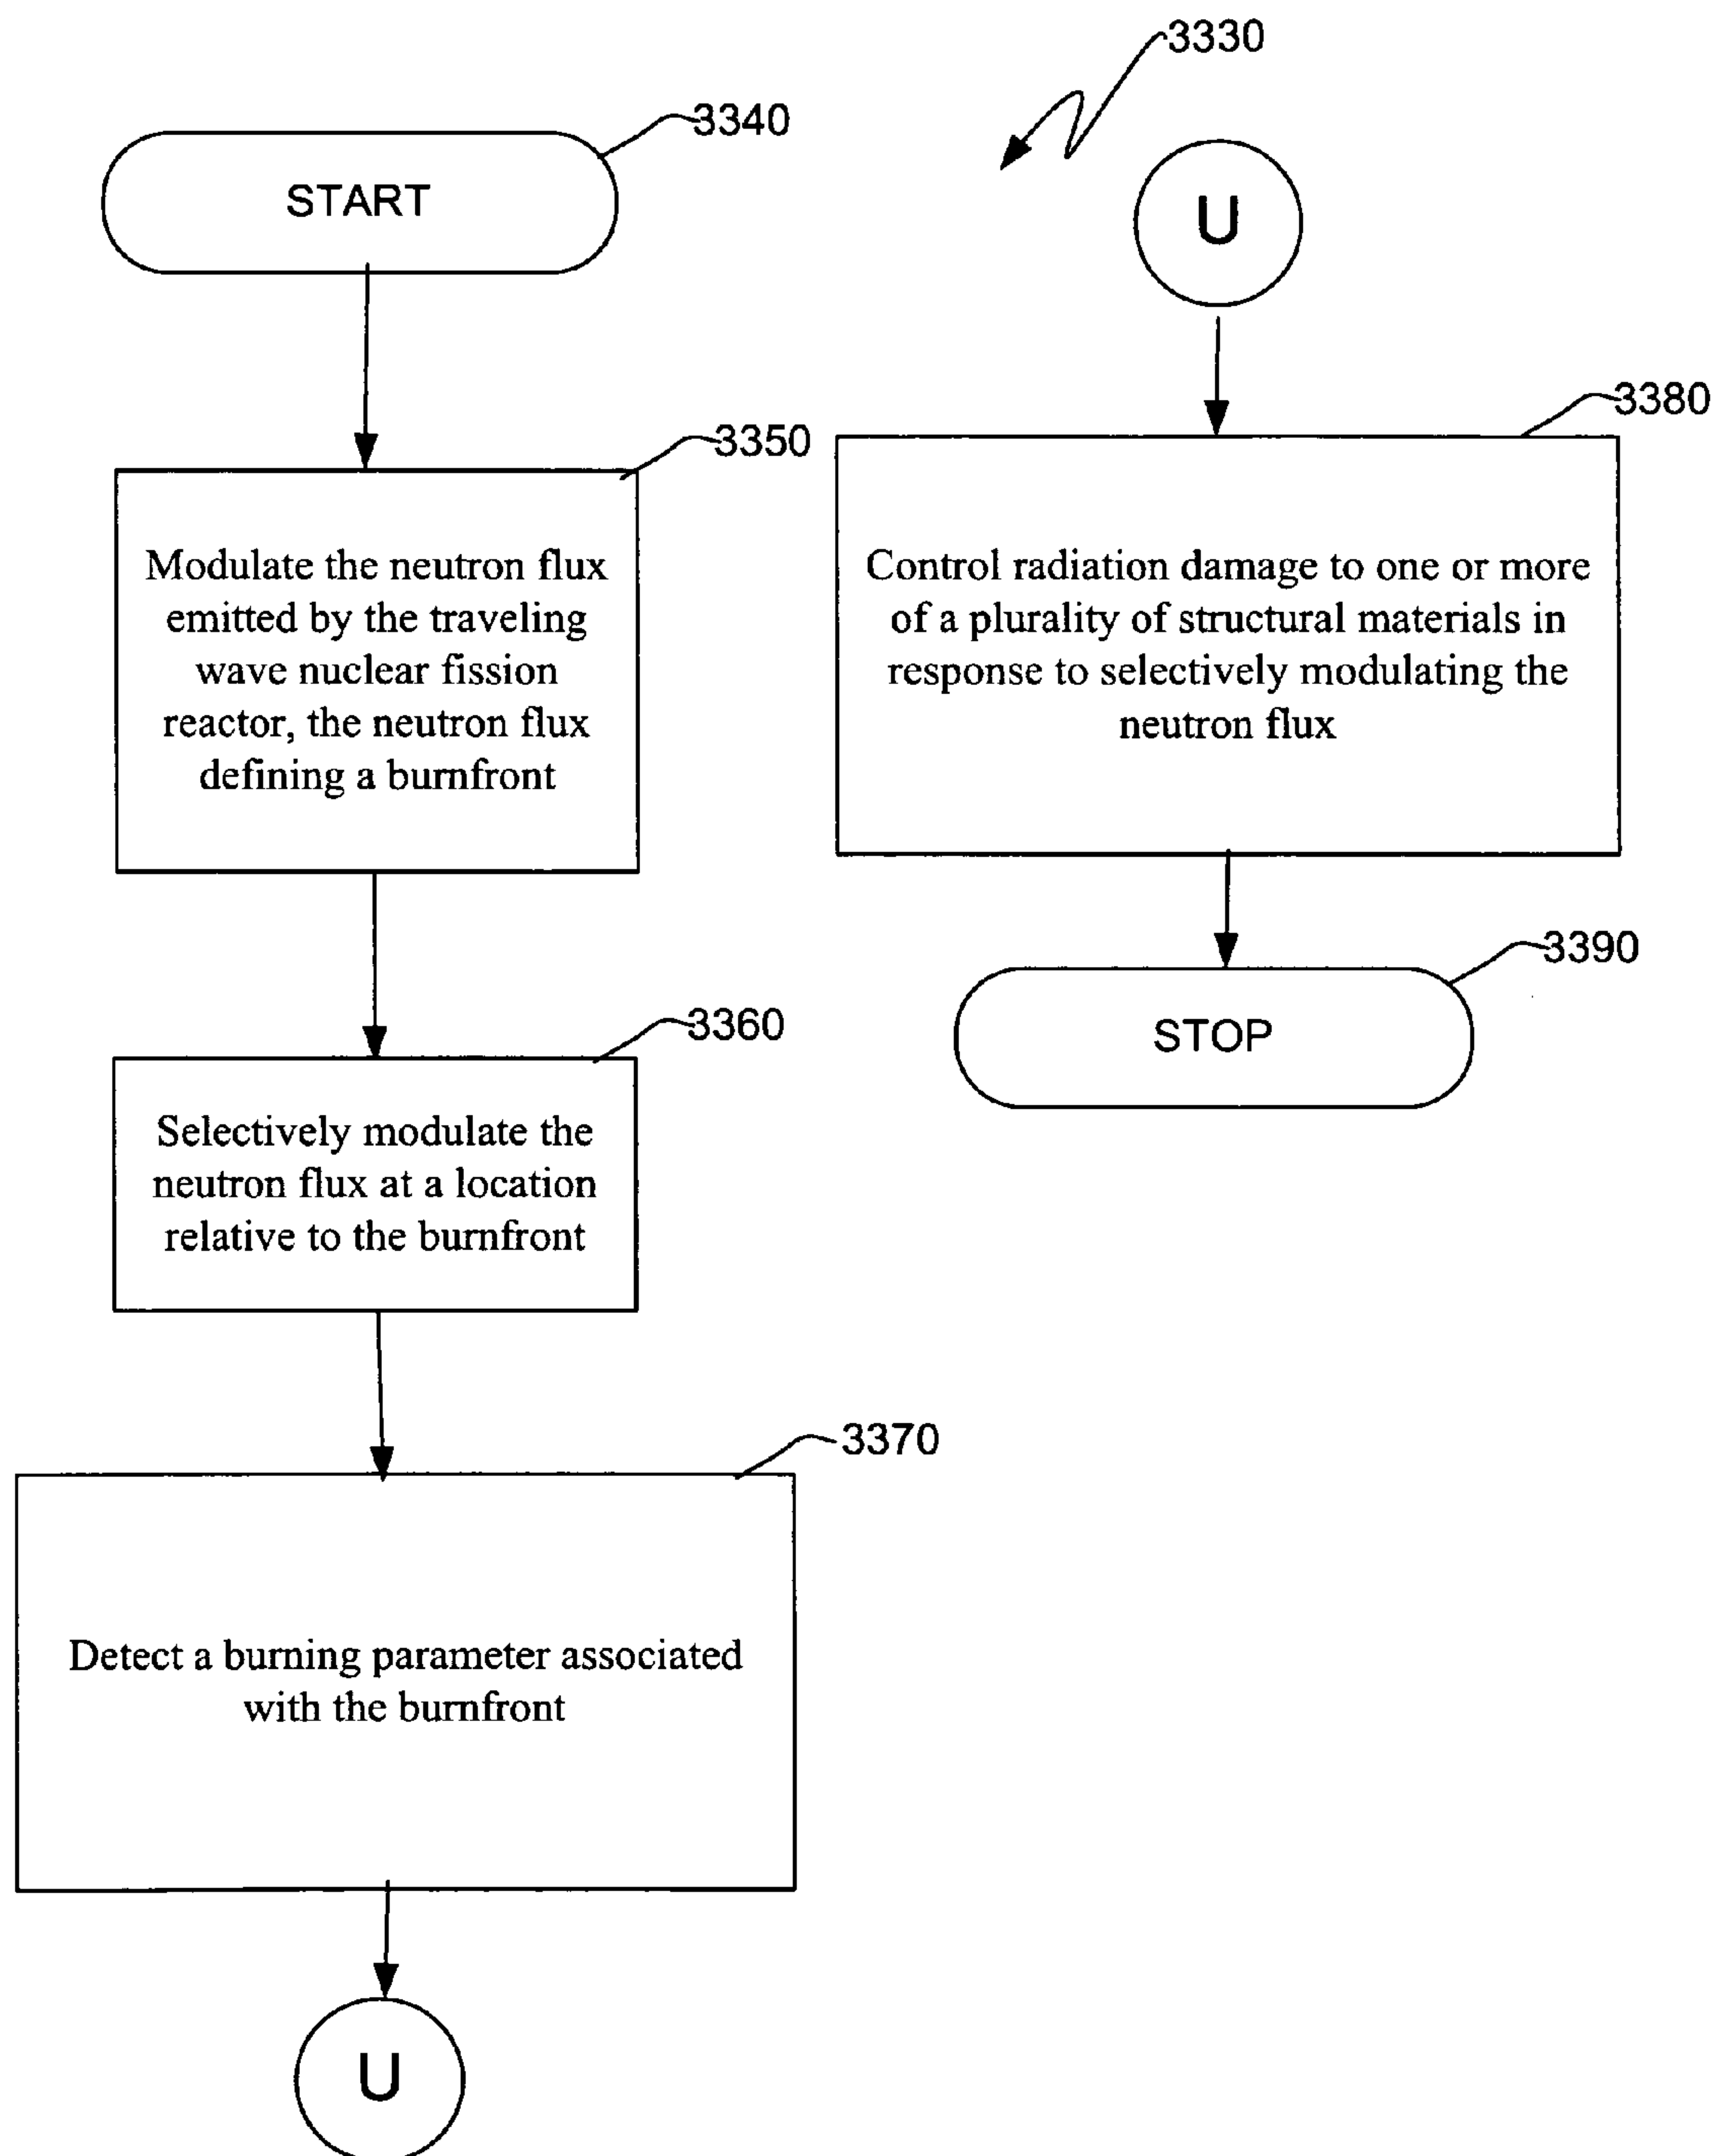 3330
3340
START
3350
Modulate the neutron flux
emitted by the traveling
wave nuclear fission
reactor, the neutron flux
defining a burnfront
3360
Selectively modulate the
neutron flux at a location
relative to the burnfront
3370
Detect a burning parameter associated
with the burnfront
U
U
3380
Control radiation damage to one or more
of a plurality of structural materials in
response to selectively modulating the
neutron flux
3390
STOP